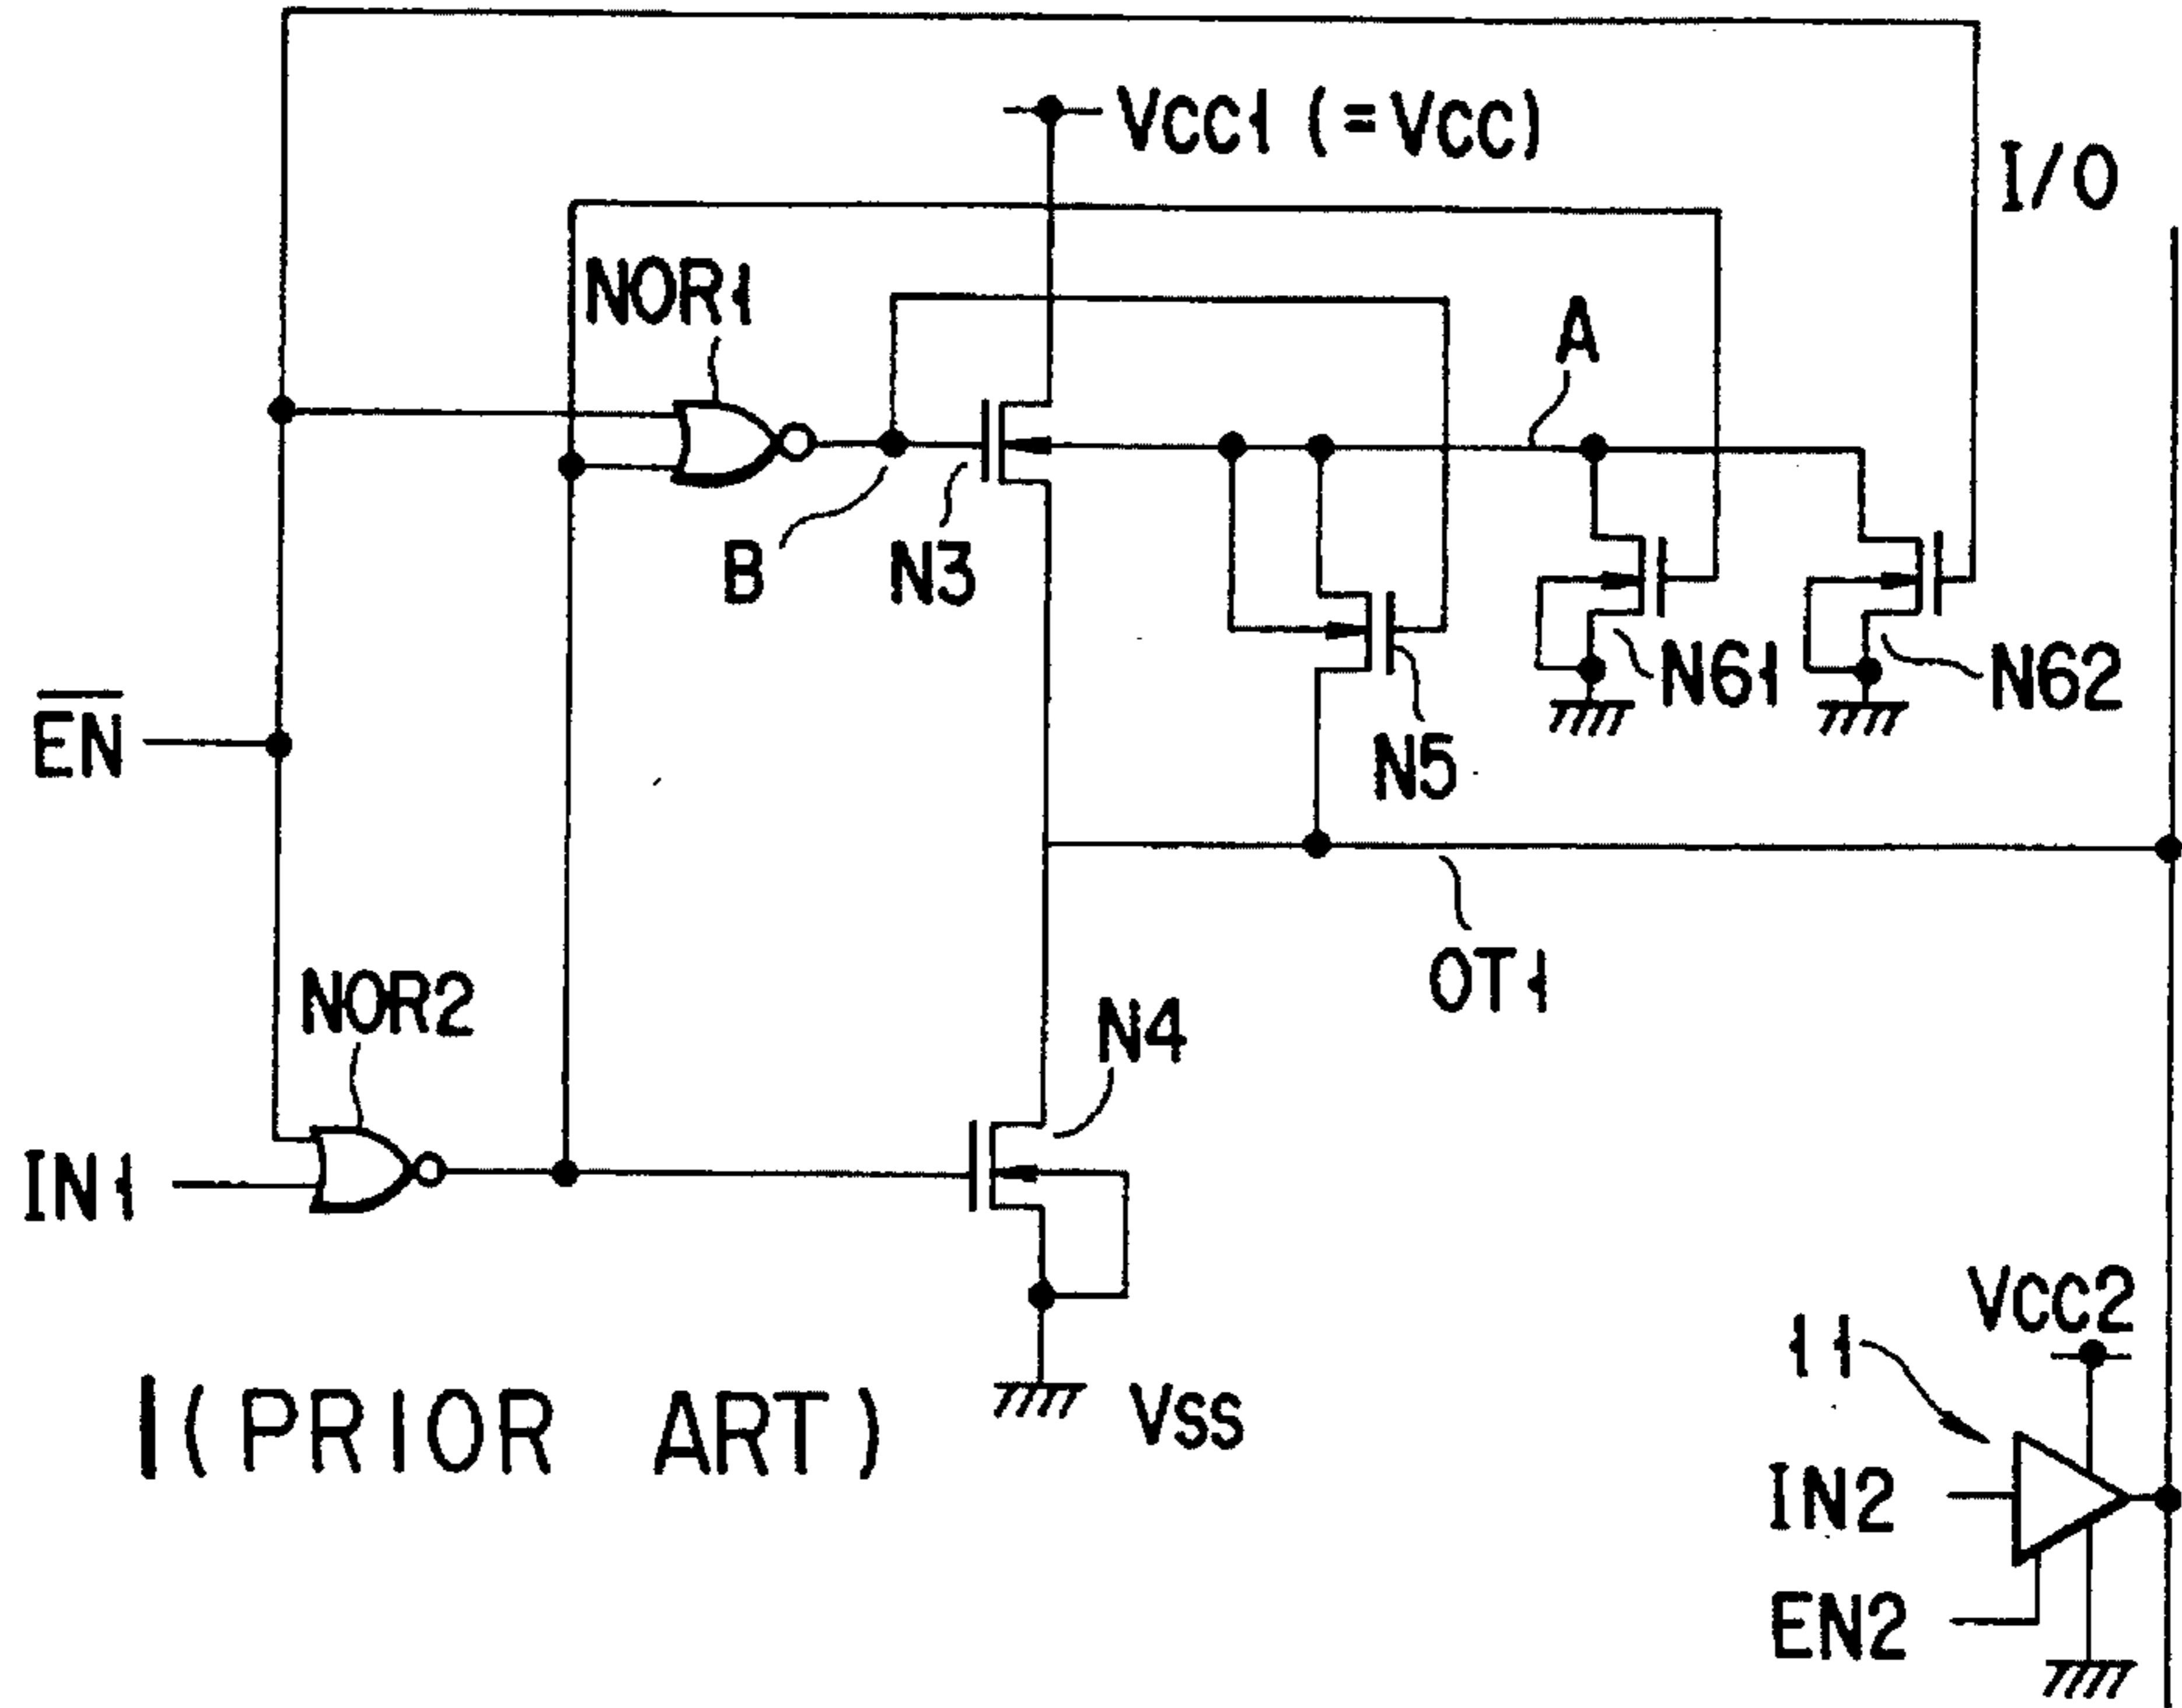 VCC1 (=VCC)
I/O
NOR1
A
B
N3
N61
N62
E̅N̅
N5
OT1
NOR2
N4
IN1
VCC2
11
1(PRIOR ART)
VSS
IN2
EN2